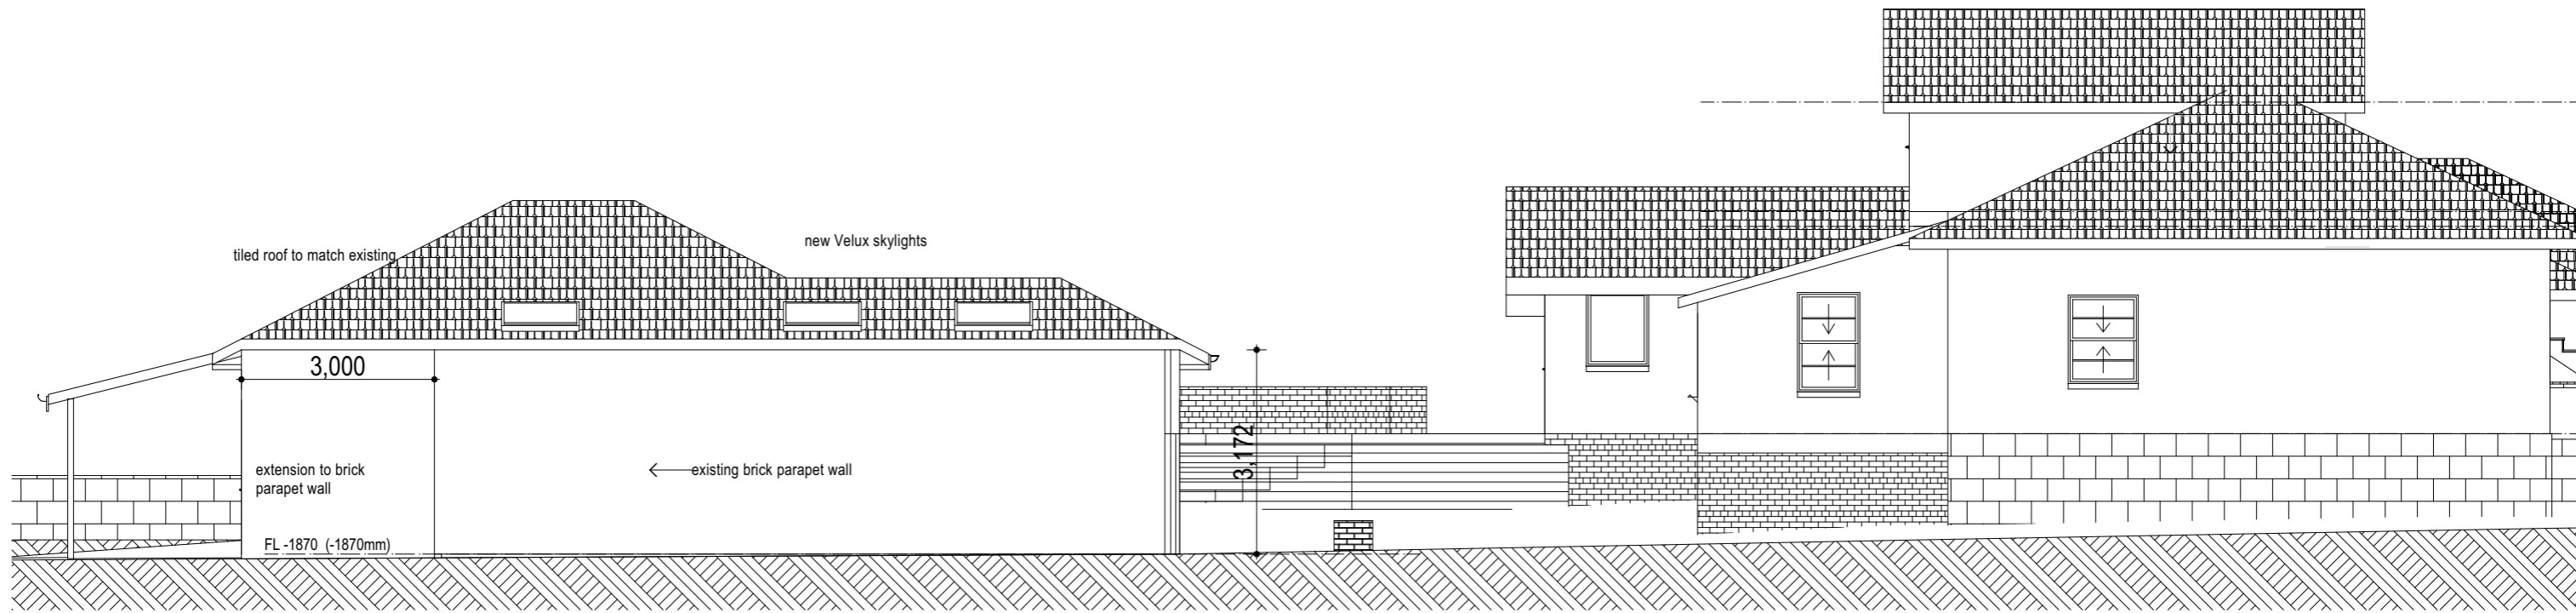 new Velux skylights
tiled roof to match existing
3,000
3,172
extension to brick
parapet wall
existing brick parapet wall
FL -1870 (-1870mm)